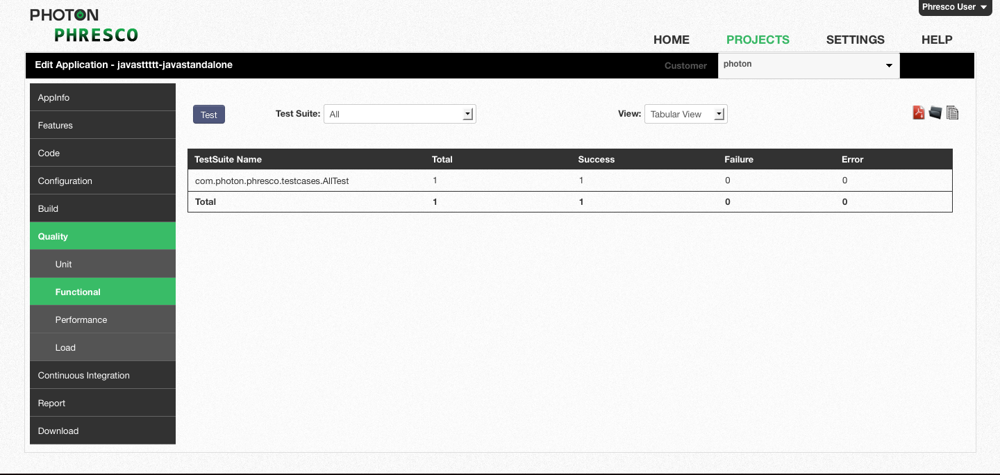 PHOTON
PHRESCO
Phresco User
HOME PROJECTS SETTINGS HELP
Edit Application - javasttttt-javastandalone Customer photon
AppInfo
Features
Code
Configuration
Build
Quality
Unit
Functional
Performance
Load
Continuous Integration
Report
Download
Test Test Suite: All View: Tabular View
TestSuite Name Total Success Failure Error
com.photon.phresco.testcases.AllTest 1 1 0 0
Total 1 1 0 0